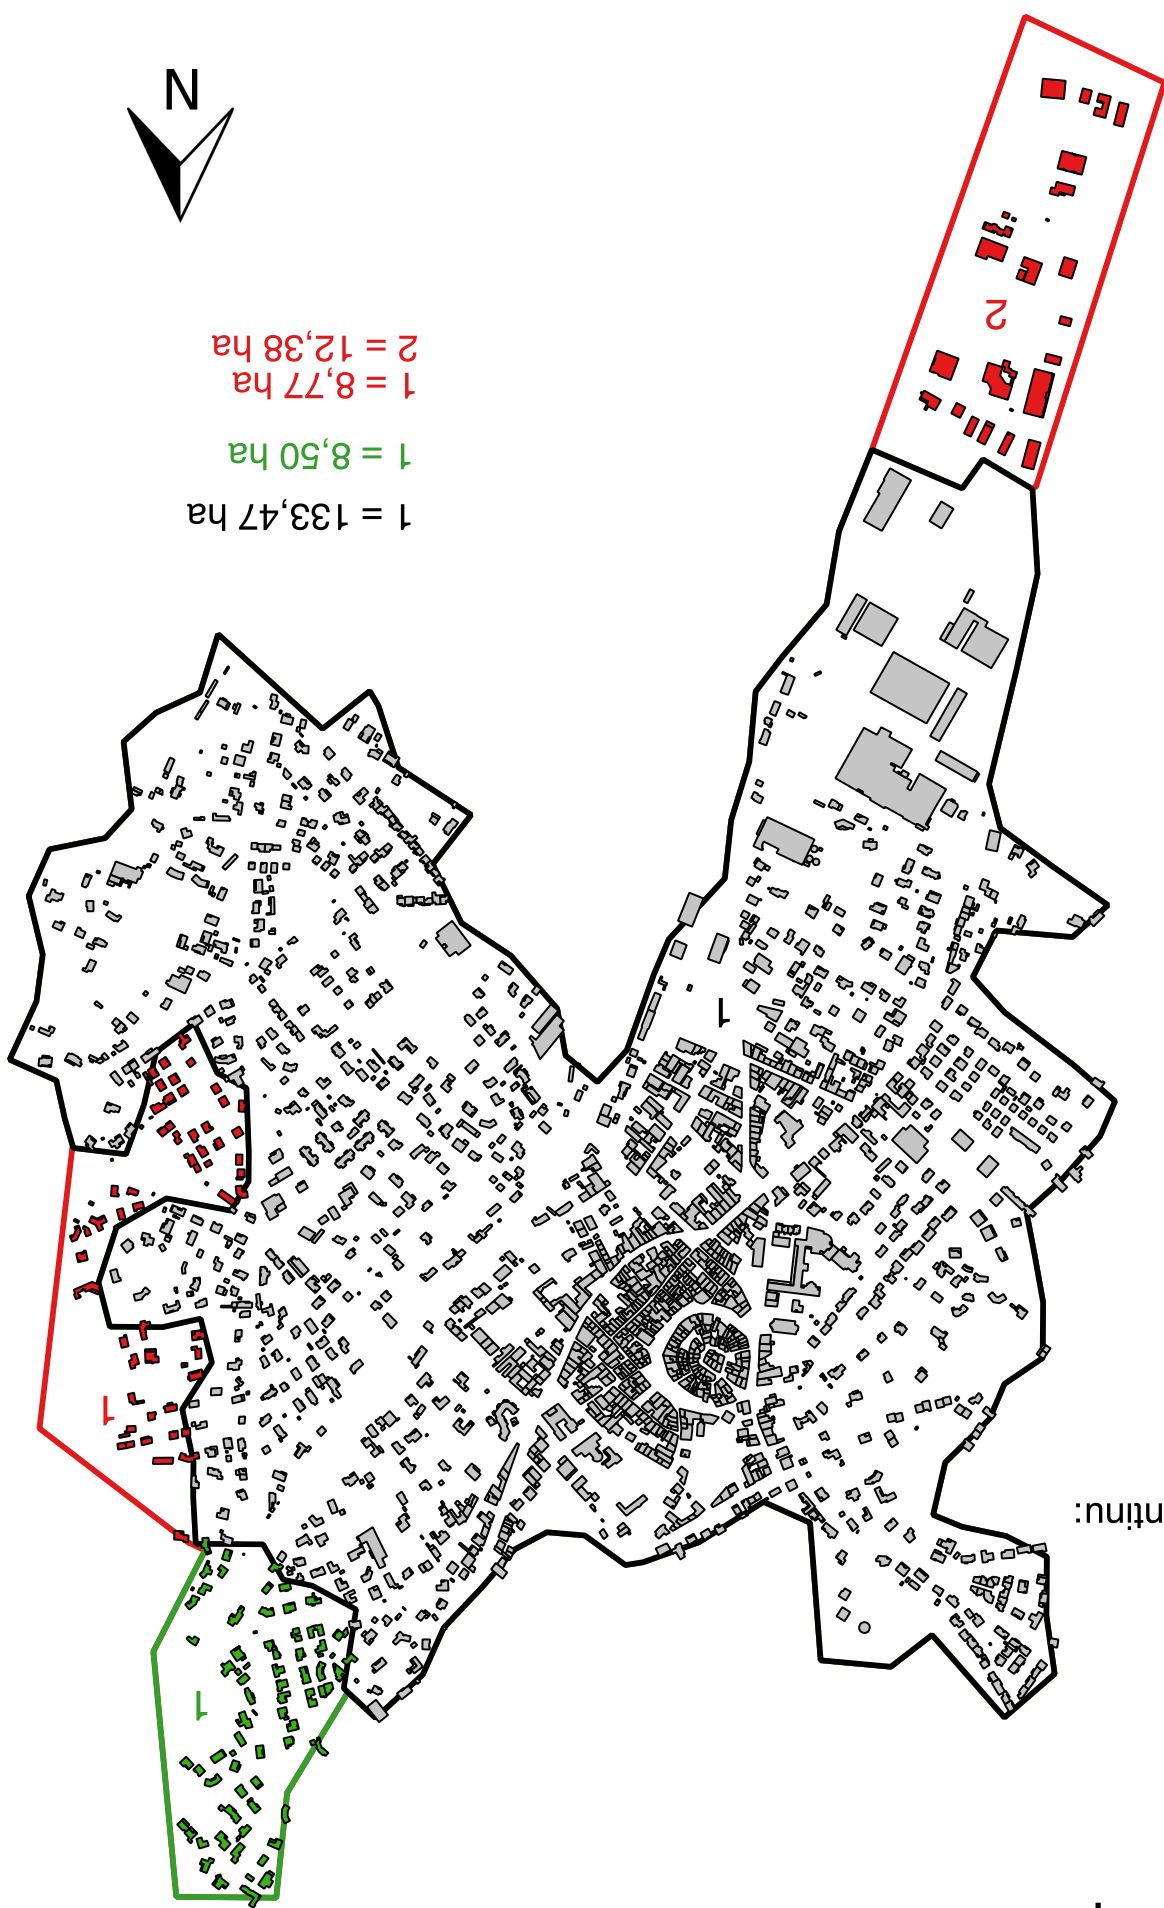 ntinu:
1
1
1
1 = 133,47 ha
1 = 8,50 ha
1 = 8,77 ha
2 = 12,38 ha
2
N